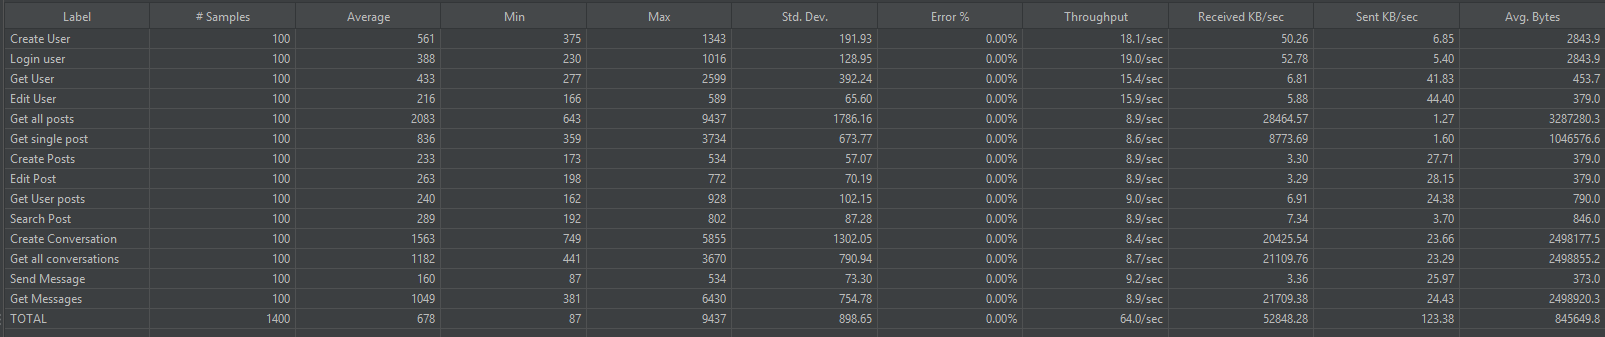 Label # Samples Average Min Max Std. Dev. Error % Throughput Received KB/sec Sent KB/sec Avg. Bytes
Create User 100 561 375 1343 191.93 0.00% 18.1/sec 50.26 6.85 2843.9
Login user 100 388 230 1016 128.95 0.00% 19.0/sec 52.78 5.40 2843.9
Get User 100 433 277 2599 392.24 0.00% 15.4/sec 6.81 41.83 453.7
Edit User 100 216 166 589 65.60 0.00% 15.9/sec 5.88 44.40 379.0
Get all posts 100 2083 643 9437 1786.16 0.00% 8.9/sec 28464.57 1.27 3287280.3
Get single post 100 836 359 3734 673.77 0.00% 8.6/sec 8773.69 1.60 1046576.6
Create Posts 100 233 173 534 57.07 0.00% 8.9/sec 3.30 27.71 379.0
Edit Post 100 263 198 772 70.19 0.00% 8.9/sec 3.29 28.15 379.0
Get User posts 100 240 162 928 102.15 0.00% 9.0/sec 6.91 24.38 790.0
Search Post 100 289 192 802 87.28 0.00% 8.9/sec 7.34 3.70 846.0
Create Conversation 100 1563 749 5855 1302.05 0.00% 8.4/sec 20425.54 23.66 2498177.5
Get all conversations 100 1182 441 3670 790.94 0.00% 8.7/sec 21109.76 23.29 2498855.2
Send Message 100 160 87 534 73.30 0.00% 9.2/sec 3.36 25.97 373.0
Get Messages 100 1049 381 6430 754.78 0.00% 8.9/sec 21709.38 24.43 2498920.3
TOTAL 1400 678 87 9437 898.65 0.00% 64.0/sec 52848.28 123.38 845649.8